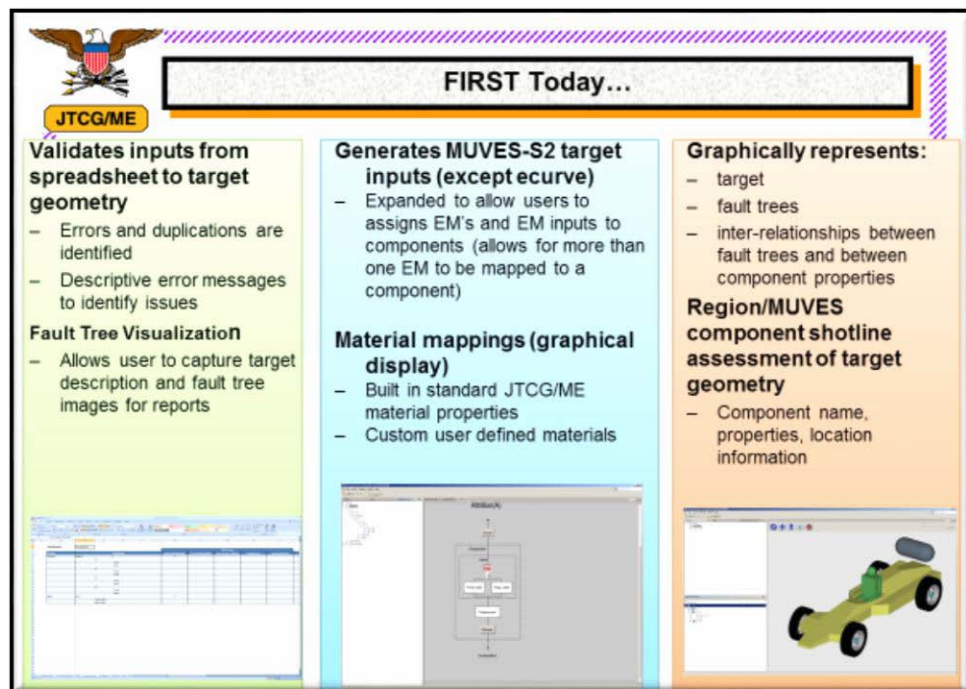 FIRST Today…
JTCG/ME
Validates inputs from
spreadsheet to target
geometry
– Errors and duplications are
identified
– Descriptive error messages
to identify issues
Fault Tree Visualization
– Allows user to capture target
description and fault tree
images for reports
Generates MUVES-S2 target
inputs (except ecurve)
– Expanded to allow users to
assigns EM's and EM inputs to
components (allows for more than
one EM to be mapped to a
component)
Material mappings (graphical
display)
– Built in standard JTCG/ME
material properties
– Custom user defined materials
Graphically represents:
– target
– fault trees
– inter-relationships between
fault trees and between
component properties
Region/MUVES
component shotline
assessment of target
geometry
– Component name,
properties, location
information